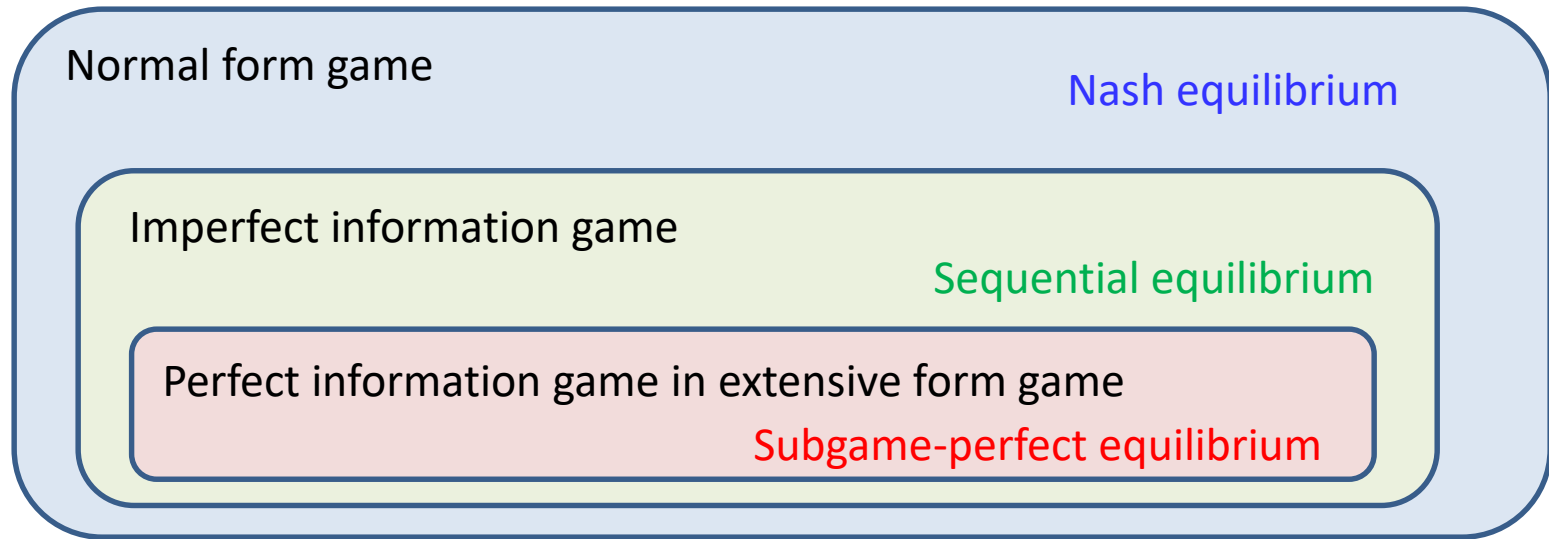 Normal form game
Nash equilibrium
Imperfect information game
Sequential equilibrium
Perfect information game in extensive form game
Subgame-perfect equilibrium